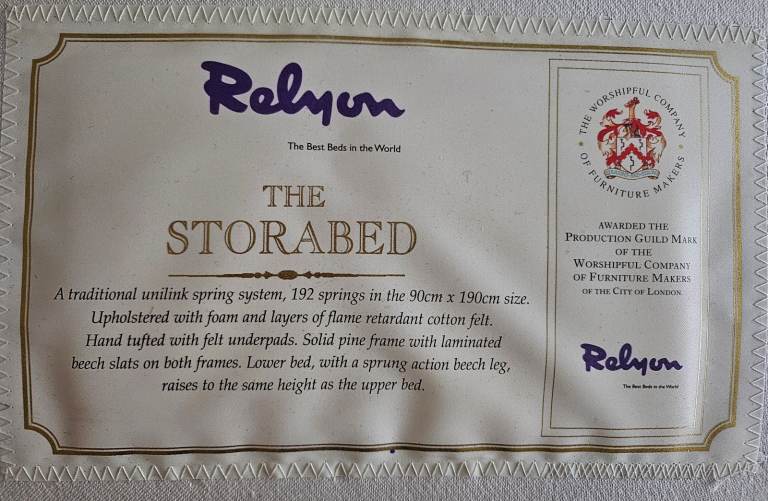 Relyon
The Best Beds in the World
THE
STORABED
A traditional unilink spring system, 192 springs in the 90cm x 190cm size.
Upholstered with foam and layers of flame retardant cotton felt.
Hand tufted with felt underpads. Solid pine frame with laminated
beech slats on both frames. Lower bed, with a sprung action beech leg,
raises to the same height as the upper bed.
THE WORSHIPFUL COMPANY
OF FURNITURE MAKERS
AWARDED THE
PRODUCTION GUILD MARK
OF THE
WORSHIPFUL COMPANY
OF FURNITURE MAKERS
OF THE CITY OF LONDON.
Relyon
The Best Beds in the World